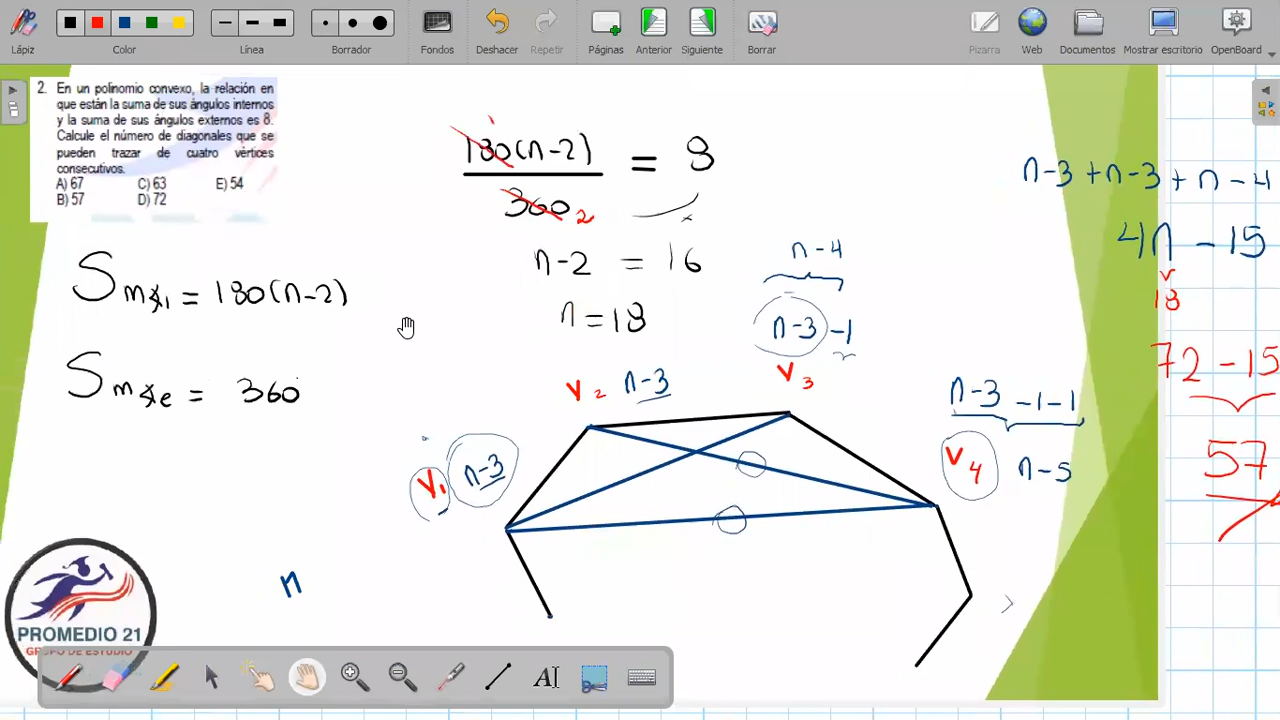 Lápiz
Color
Línea
Borrador
Fondos
Deshacer
Repetir
Páginas
Anterior
Siguiente
Borrar
Pizarra
Web
Documentos
Mostrar escritorio
OpenBoard
2. En un polinomio convexo, la relación en
que están la suma de sus ángulos internos
y la suma de sus ángulos externos es 8.
Calcule el número de diagonales que se
pueden trazar de cuatro vértices
consecutivos.
A) 67 C) 63 E) 54
B) 57 D) 72
S m∡i = 180(n-2)
S m∡e = 360
n
1
180(n-2) = 8
360 2
n-2 = 16
n = 18
n-4
n-3 -1
V2 n-3
V3
V1 n-3
n-3 -1-1
V4 n-5
n-3 + n-3 + n-4
4n - 15
18
72 - 15
57
PROMEDIO 21
GRUPO DE ESTUDIO